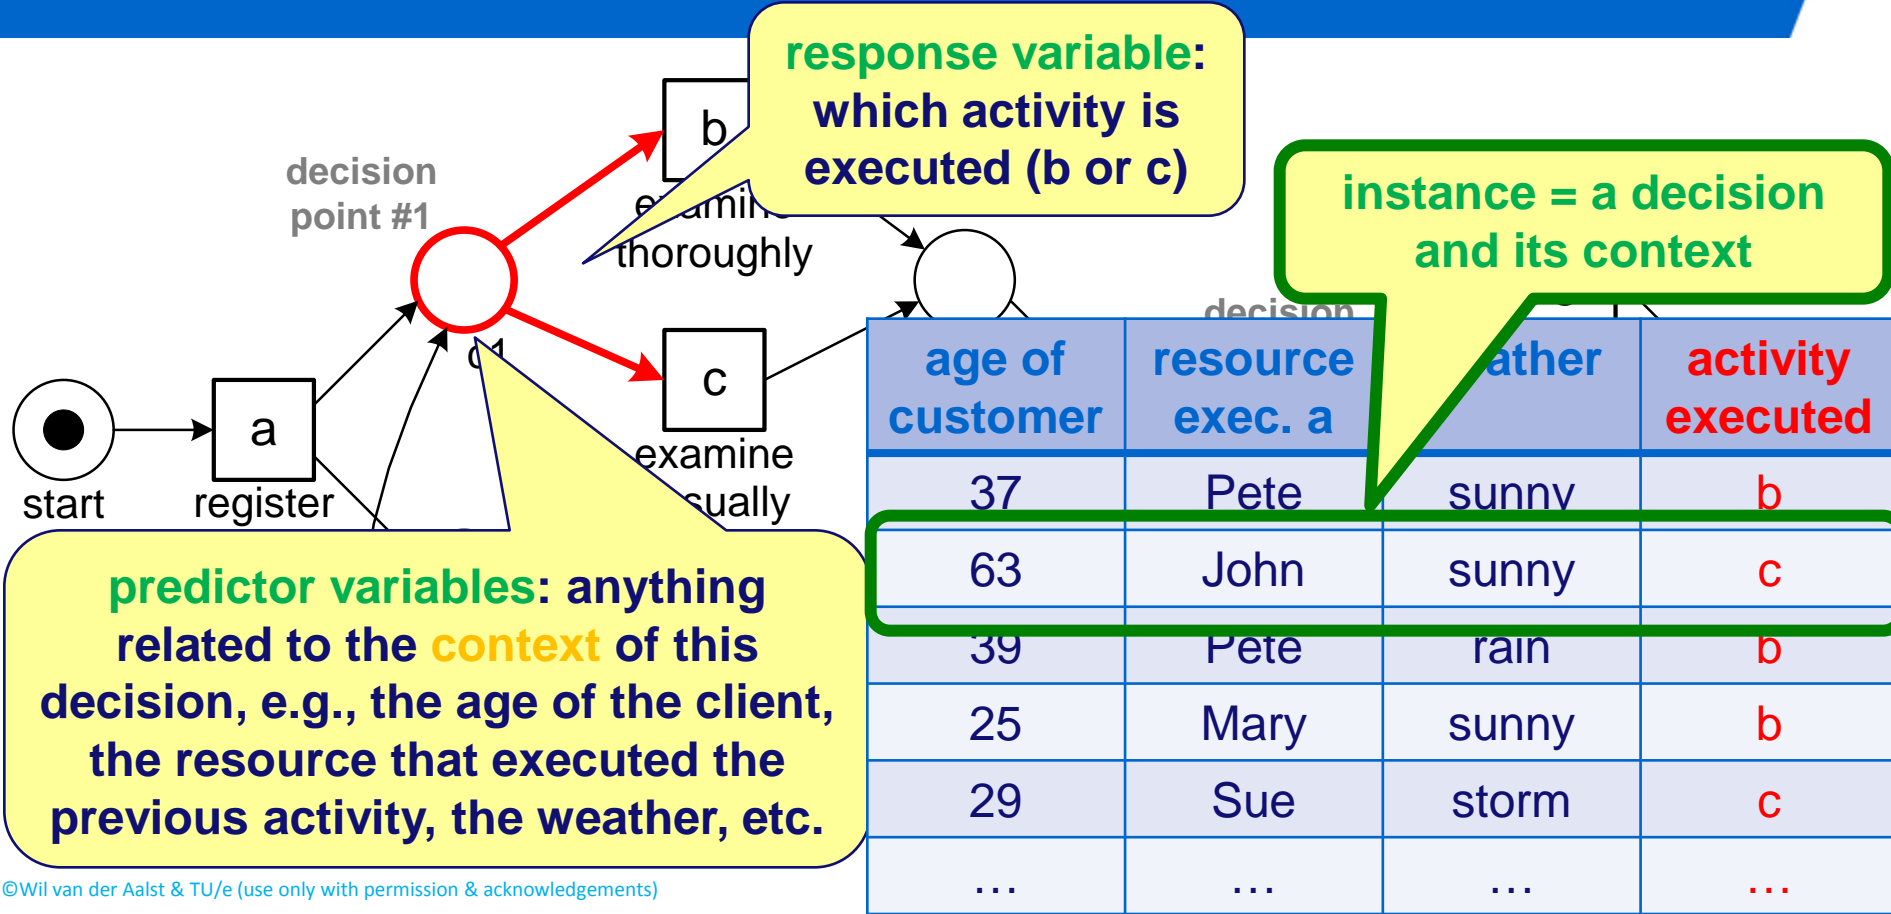 response variable:
which activity is
executed (b or c)
b
decision
point #1
thoroughly
instance = a decision
and its context
decision
c
examine
a
start
register
predictor variables: anything
related to the context of this
decision, e.g., the age of the client,
the resource that executed the
previous activity, the weather, etc.
age of customer resource exec. a activity executed
37 Pete sunny b
63 John sunny c
39 Pete rain b
25 Mary sunny b
29 Sue storm c
... ... ... ...
©Wil van der Aalst & TU/e (use only with permission & acknowledgements)